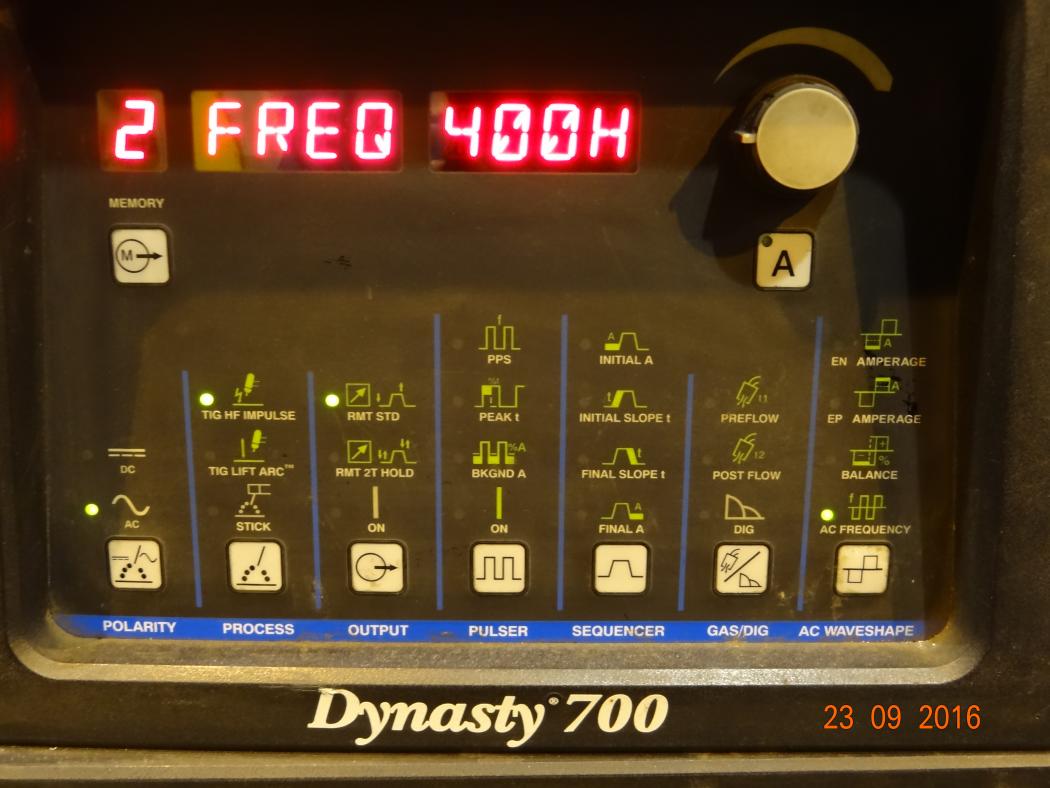 2 FREQ 400H
MEMORY
M
A
f
PPS
A
INITIAL A
A
EN AMPERAGE
TIG HF IMPULSE
t
RMT STD
%t
PEAK t
t
INITIAL SLOPE t
t1
PREFLOW
A
EP AMPERAGE
DC
TIG LIFT ARC™
RMT 2T HOLD
%A
BKGND A
t
FINAL SLOPE t
t2
POST FLOW
%
BALANCE
AC
STICK
ON
ON
A
FINAL A
DIG
f
AC FREQUENCY
POLARITY PROCESS OUTPUT PULSER SEQUENCER GAS/DIG AC WAVESHAPE
Dynasty® 700
23 09 2016